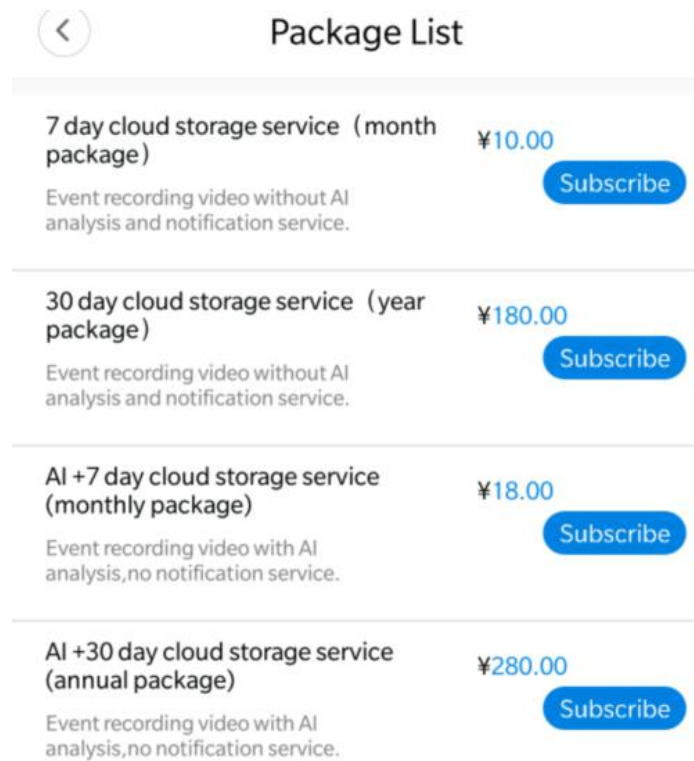 Package List
7 day cloud storage service（month
package）
¥10.00
Subscribe
Event recording video without AI
analysis and notification service.
30 day cloud storage service（year
package）
¥180.00
Subscribe
Event recording video without AI
analysis and notification service.
AI +7 day cloud storage service
(monthly package)
¥18.00
Subscribe
Event recording video with AI
analysis,no notification service.
AI +30 day cloud storage service
(annual package)
¥280.00
Subscribe
Event recording video with AI
analysis,no notification service.